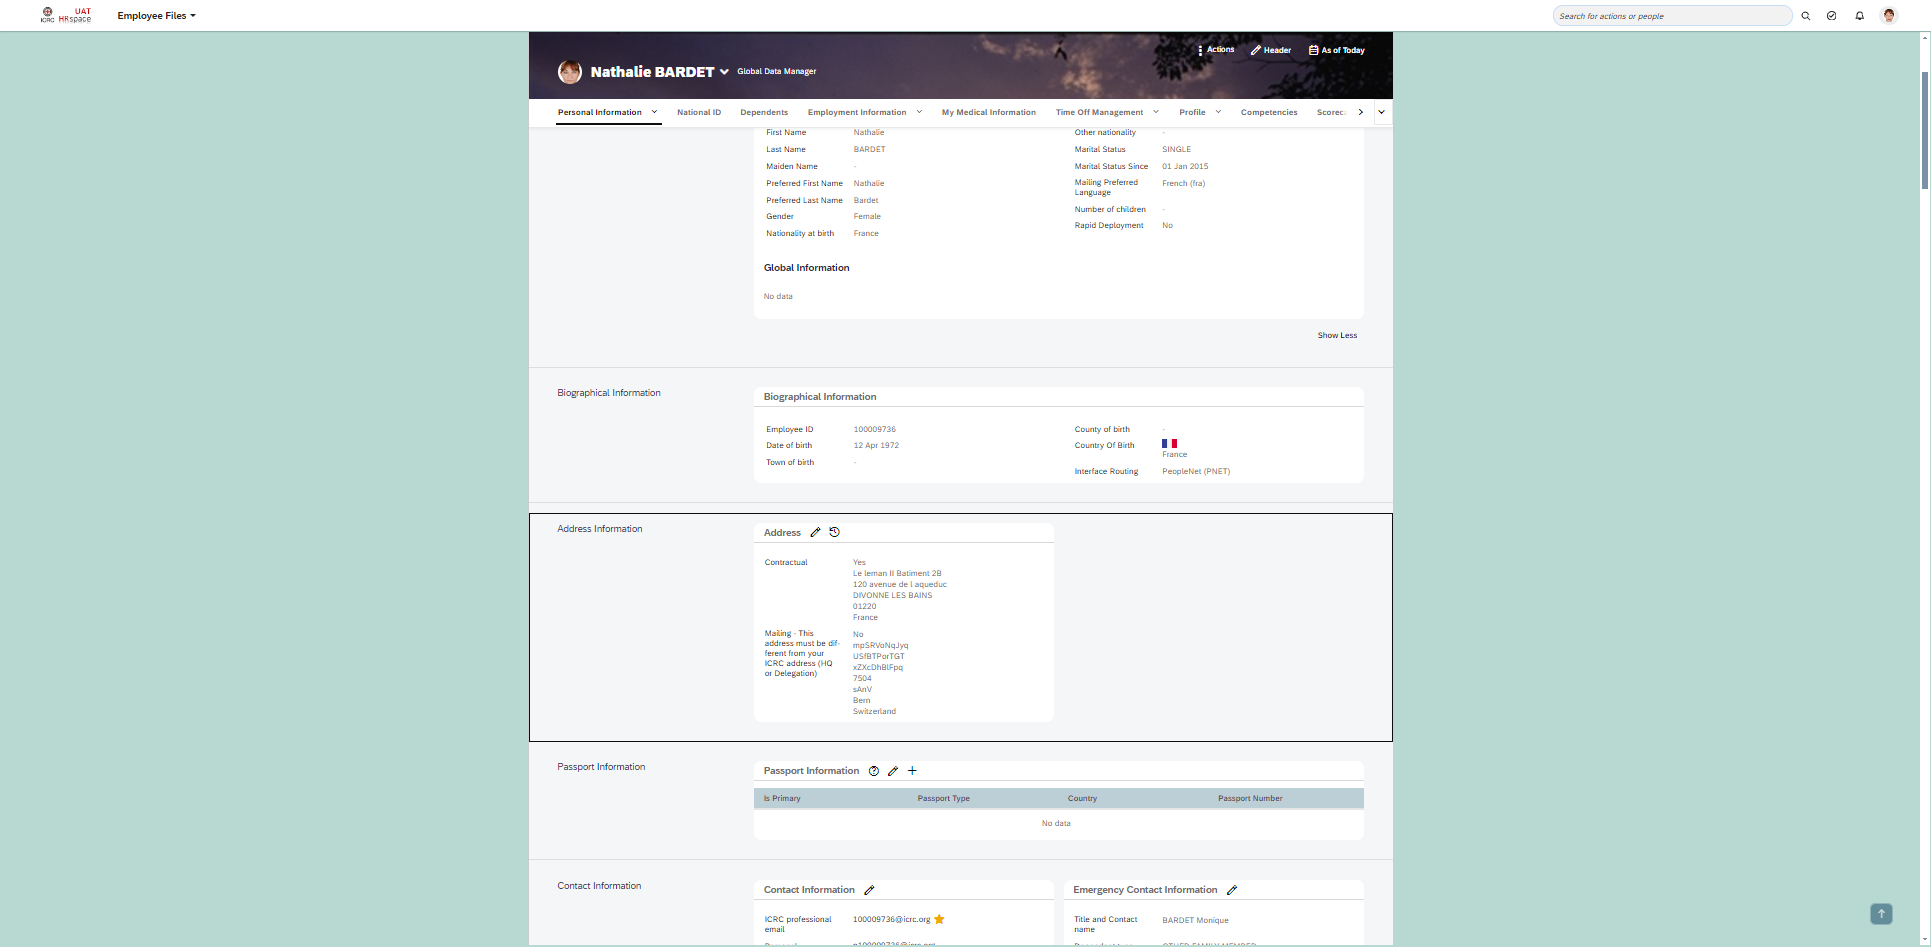 ICRC UAT HRspace
Employee Files
Search for actions or people
Actions Header As of Today
Nathalie BARDET Global Data Manager
Personal Information National ID Dependents Employment Information My Medical Information Time Off Management Profile Competencies Scorec
First Name Nathalie
Last Name BARDET
Maiden Name -
Preferred First Name Nathalie
Preferred Last Name Bardet
Gender Female
Nationality at birth France
Other nationality -
Marital Status SINGLE
Marital Status Since 01 Jan 2015
Mailing Preferred French (fra)
Language
Number of children -
Rapid Deployment No
Global Information
No data
Show Less
Biographical Information
Biographical Information
Employee ID 100009736
Date of birth 12 Apr 1972
Town of birth -
County of birth -
Country Of Birth
France
Interface Routing PeopleNet (PNET)
Address Information
Address
Contractual Yes
Le leman II Batiment 2B
120 avenue de l aqueduc
DIVONNE LES BAINS
01220
France
Mailing - This
address must be dif-
ferent from your
ICRC address (HQ
or Delegation)
No
mpSRVoNqJyq
USfBTPorTGT
xZXcDhBlFpq
7504
sAnV
Bern
Switzerland
Passport Information
Passport Information
Is Primary Passport Type Country Passport Number
No data
Contact Information
Contact Information
ICRC professional 100009736@icrc.org
email
Emergency Contact Information
Title and Contact BARDET Monique
name